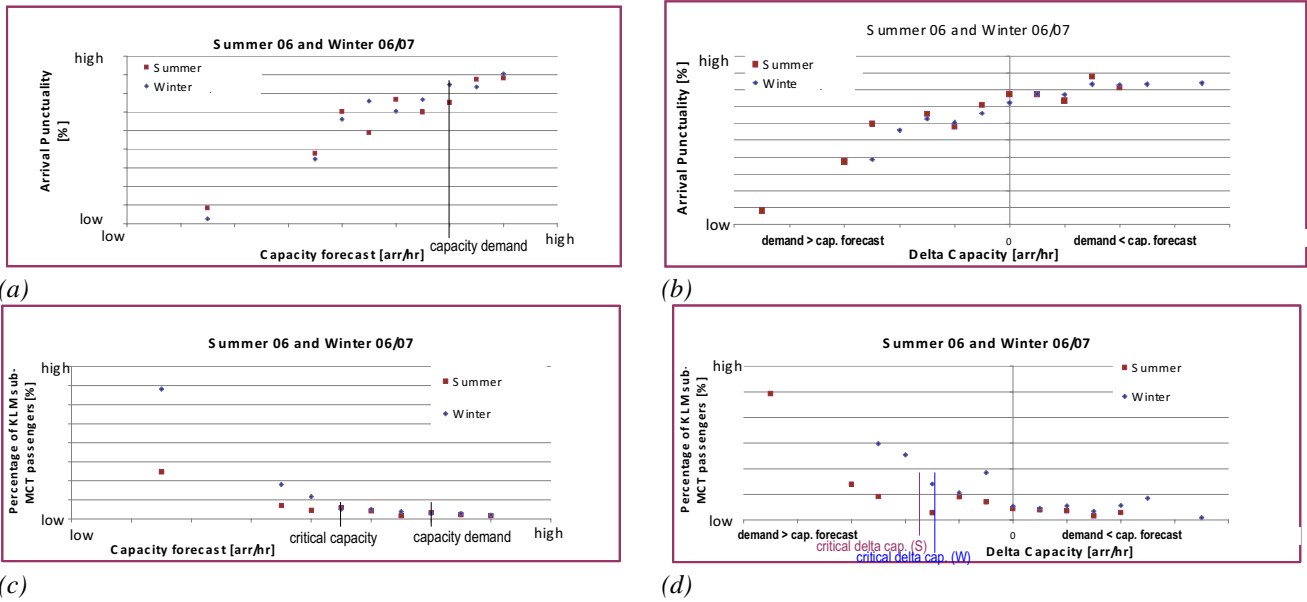 Summer 06 and Winter 06/07
high
Summer
Winter
Arrival Punctuality
[%]
low
low
capacity demand
high
Capacity forecast [arr/hr]
(a)
Summer 06 and Winter 06/07
high
Summer
Winte
Arrival Punctuality [%]
low
demand > cap. forecast
0
demand < cap. forecast
Delta Capacity [arr/hr]
(b)
Summer 06 and Winter 06/07
high
Summer
Winter
Percentage of KLM sub-
MCT passengers [%]
low
low
critical capacity
capacity demand
high
Capacity forecast [arr/hr]
(c)
Summer 06 and Winter 06/07
high
Summer
Winter
Percentage of KLM sub-
MCT passengers [%]
low
demand > cap. forecast
0
demand < cap. forecast
critical delta cap. (S)
Delta Capacity [arr/hr]
critical delta cap. (W)
(d)